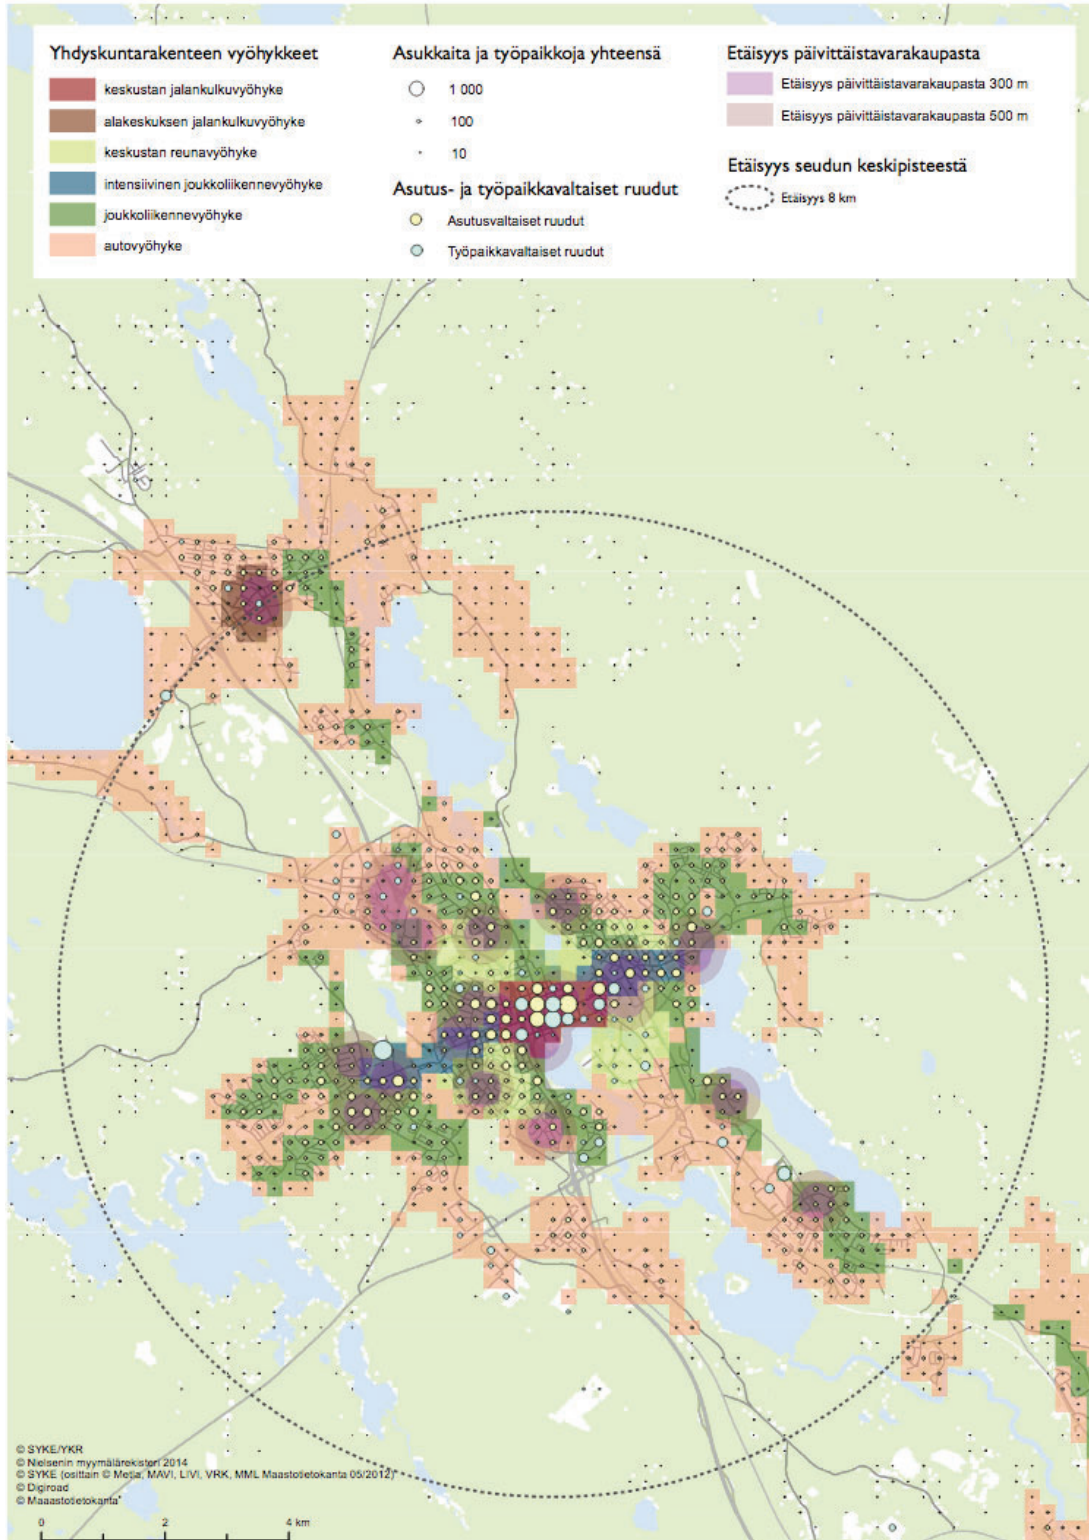 Yhdyskuntarakenteen vyöhykkeet
keskustan jalankulkuvyöhyke
alakeskuksen jalankulkuvyöhyke
keskustan reunavyöhyke
intensiivinen joukkoliikennevyöhyke
joukkoliikennevyöhyke
autovyöhyke
Asukkaita ja työpaikkoja yhteensä
1 000
100
10
Asutus- ja työpaikkavaltaiset ruudut
Asutusvaltaiset ruudut
Työpaikkavaltaiset ruudut
Etäisyys päivittäistavarakaupasta
Etäisyys päivittäistavarakaupasta 300 m
Etäisyys päivittäistavarakaupasta 500 m
Etäisyys seudun keskipisteestä
Etäisyys 8 km
© SYKE/YKR
© Nielsenin myymälärekisteri 2014
© SYKE (osittain © Metla, MAVI, LIVI, VRK, MML Maastotietokanta 05/2012)
© Digiroad
© Maaastotietokanta
0 2 4 km